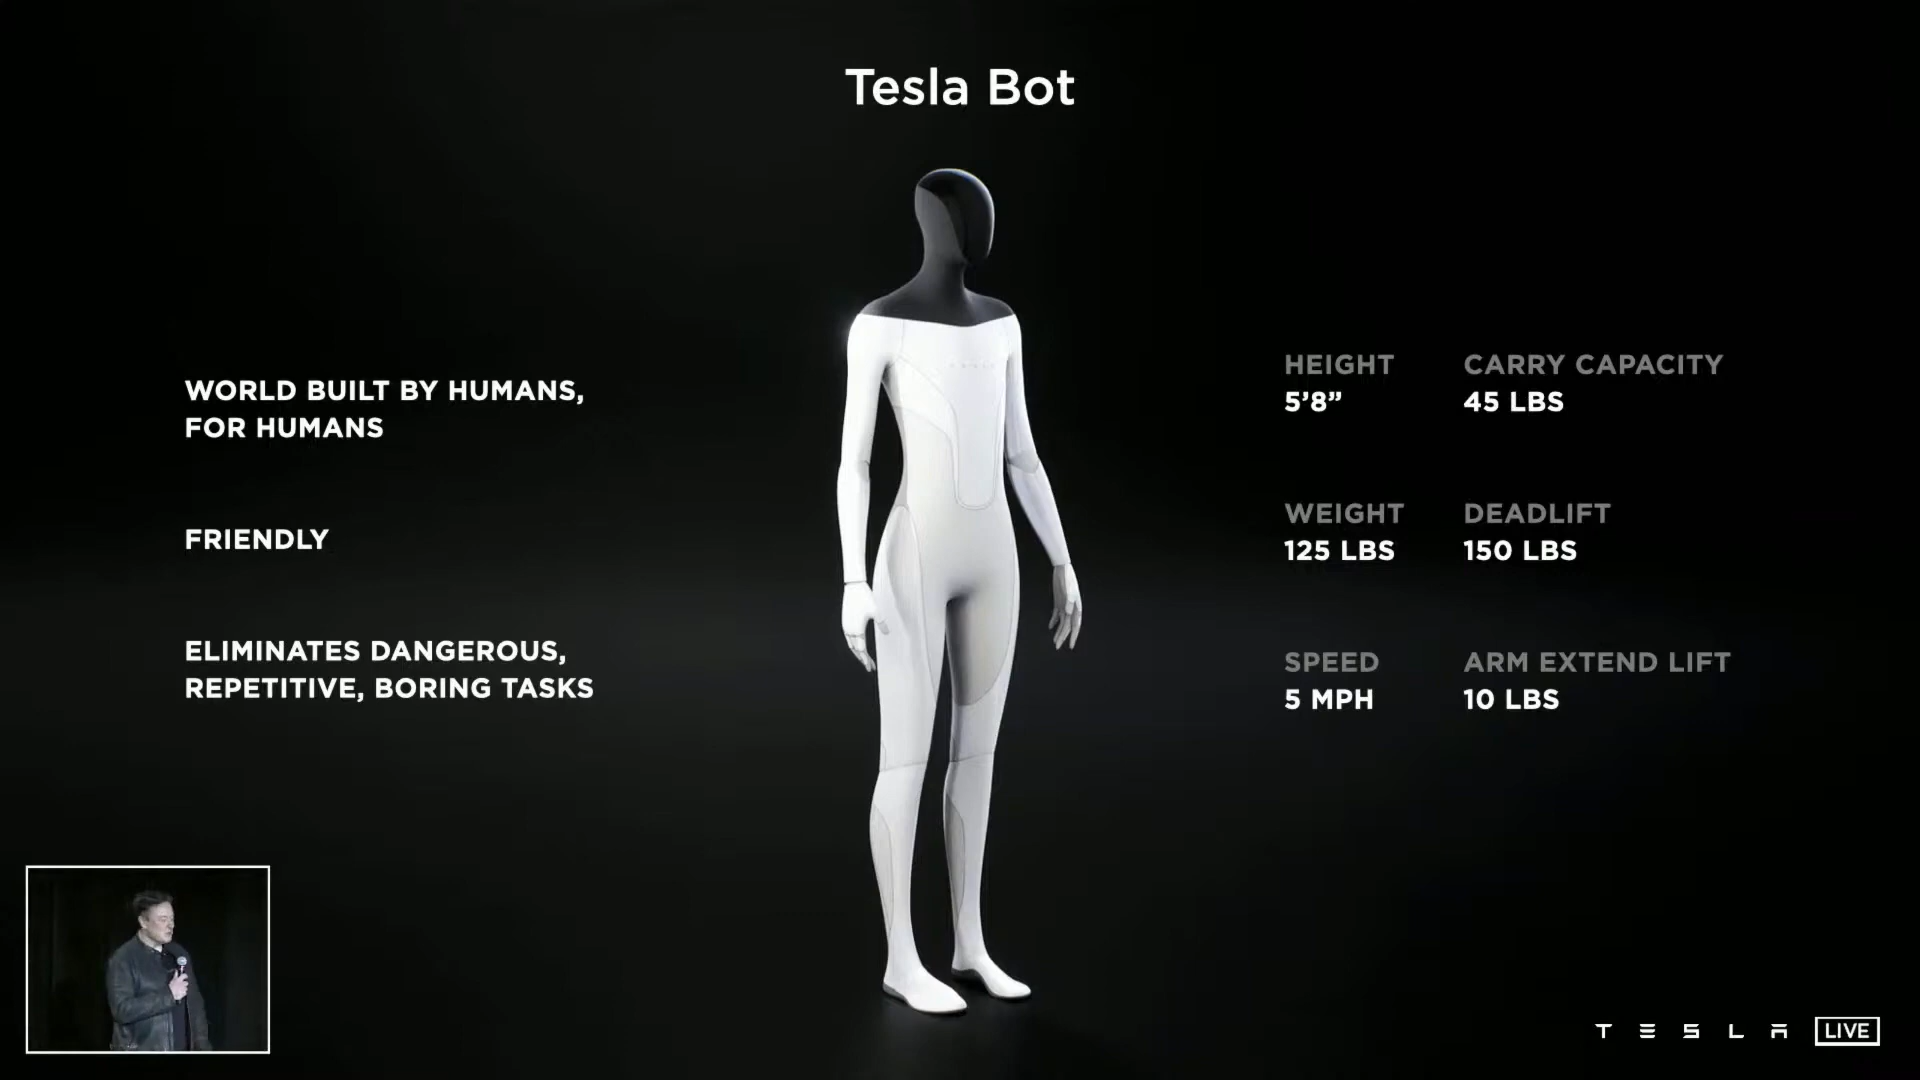 Tesla Bot
WORLD BUILT BY HUMANS,
FOR HUMANS
FRIENDLY
ELIMINATES DANGEROUS,
REPETITIVE, BORING TASKS
HEIGHT
5’8”
CARRY CAPACITY
45 LBS
WEIGHT
125 LBS
DEADLIFT
150 LBS
SPEED
5 MPH
ARM EXTEND LIFT
10 LBS
TESLA LIVE